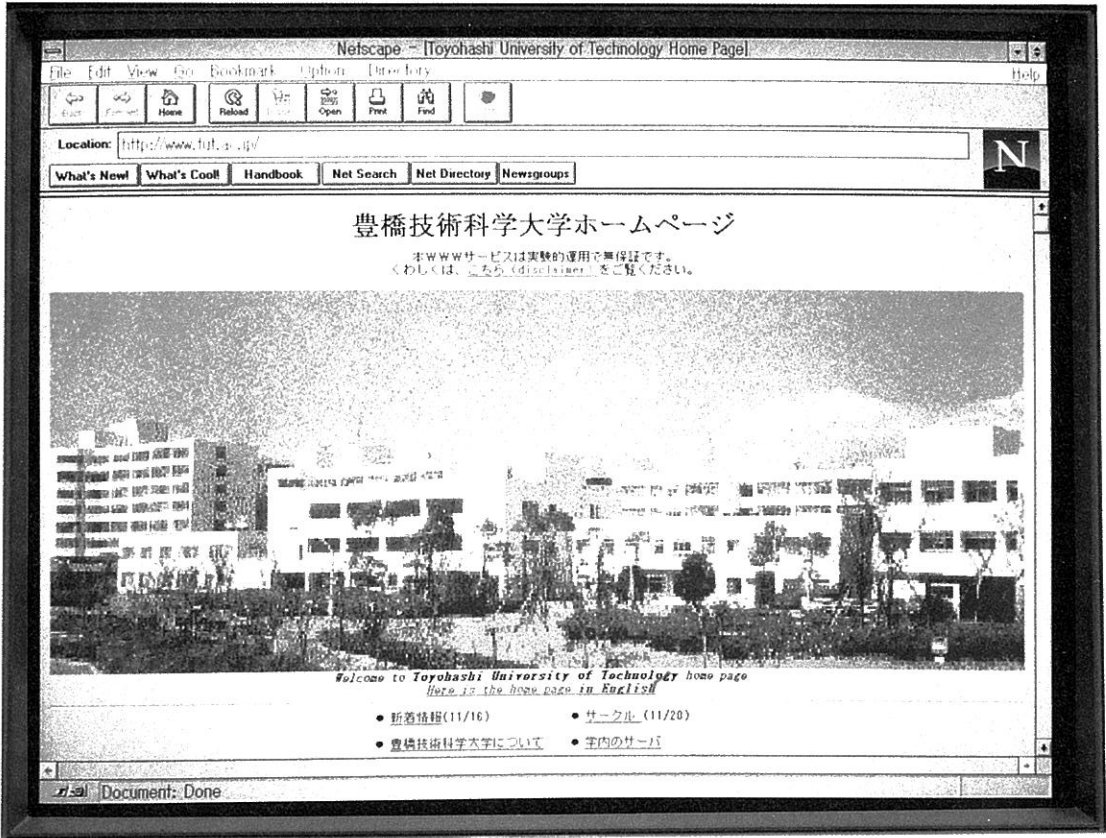 Netscape - [Toyohashi University of Technology Home Page]
File Edit View Go Bookmark Option Directory Help
Back Forward Home Reload Open Print Find
Location: http://www.tut.ac.jp/
N
What's New! What's Cool! Handbook Net Search Net Directory Newsgroups
豊橋技術科学大学ホームページ
本WWWサービスは実験的運用で無保証です。
くわしくは、こちら(disclaimer)をご覧ください。
Welcome to Toyohashi University of Technology home page
Here is the home page in English
● 新着情報(11/16) ● サークル (11/20)
● 豊橋技術科学大学について ● 学内のサーバ
Document: Done